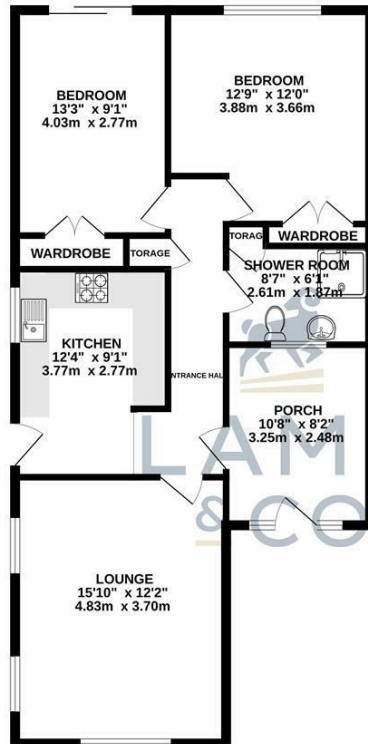 BEDROOM
13'3" x 9'1"
4.03m x 2.77m
BEDROOM
12'9" x 12'0"
3.88m x 3.66m
WARDROBE
TORAGE
TORAG
WARDROBE
SHOWER ROOM
8'7" x 6'1"
2.61m x 1.87m
KITCHEN
12'4" x 9'1"
3.77m x 2.77m
NTRANCE HAL
PORCH
10'8" x 8'2"
3.25m x 2.48m
LAM
& CO
LOUNGE
15'10" x 12'2"
4.83m x 3.70m